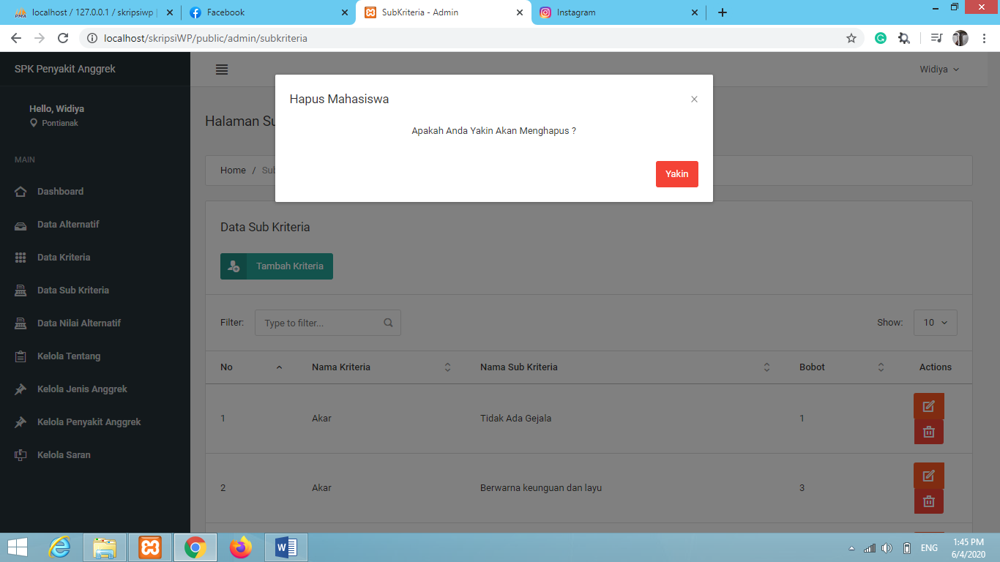 localhost / 127.0.0.1 / skripsiwp
Facebook
SubKriteria - Admin
Instagram
localhost/skripsiWP/public/admin/subkriteria
SPK Penyakit Anggrek
Widiya
Hello, Widiya
Pontianak
Hapus Mahasiswa
Apakah Anda Yakin Akan Menghapus ?
Yakin
Halaman Su
Home / Sub
MAIN
Dashboard
Data Alternatif
Data Kriteria
Data Sub Kriteria
Data Nilai Alternatif
Kelola Tentang
Kelola Jenis Anggrek
Kelola Penyakit Anggrek
Kelola Saran
Data Sub Kriteria
Tambah Kriteria
Filter: Type to filter... Show: 10
No Nama Kriteria Nama Sub Kriteria Bobot Actions
1 Akar Tidak Ada Gejala 1
2 Akar Berwarna keunguan dan layu 3
ENG
1:45 PM
6/4/2020